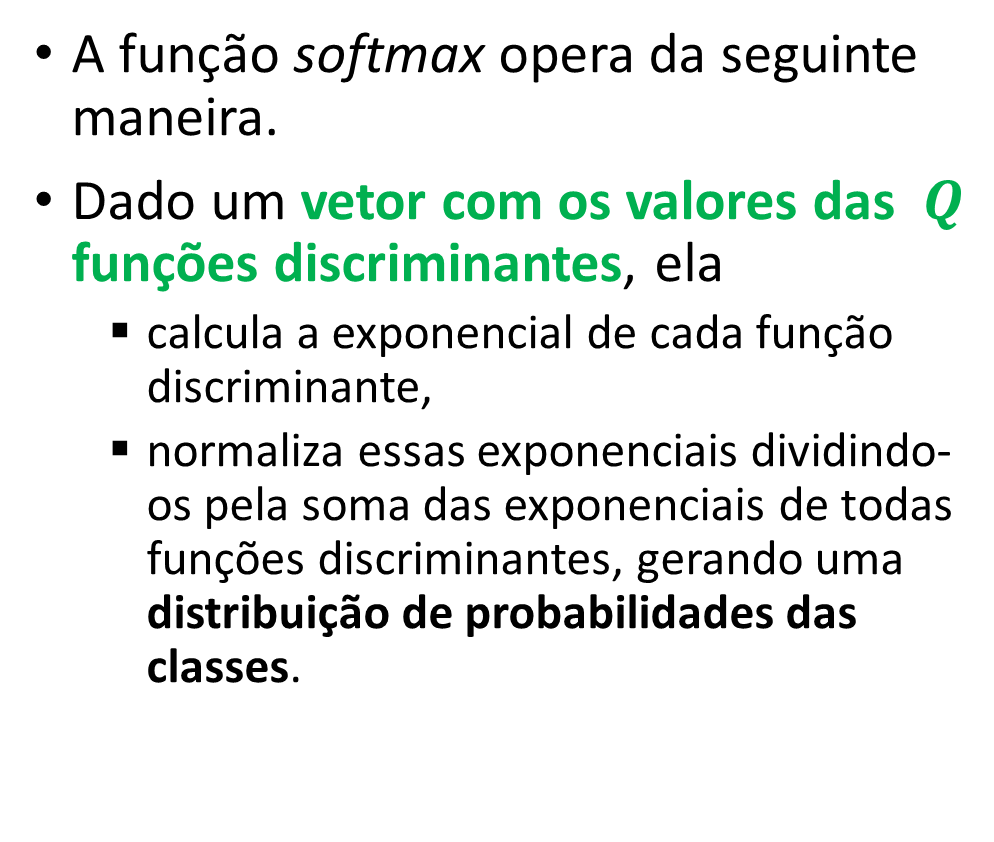 • A função softmax opera da seguinte
maneira.
• Dado um vetor com os valores das Q
funções discriminantes, ela
▪ calcula a exponencial de cada função
discriminante,
▪ normaliza essas exponenciais dividindo-
os pela soma das exponenciais de todas
funções discriminantes, gerando uma
distribuição de probabilidades das
classes.